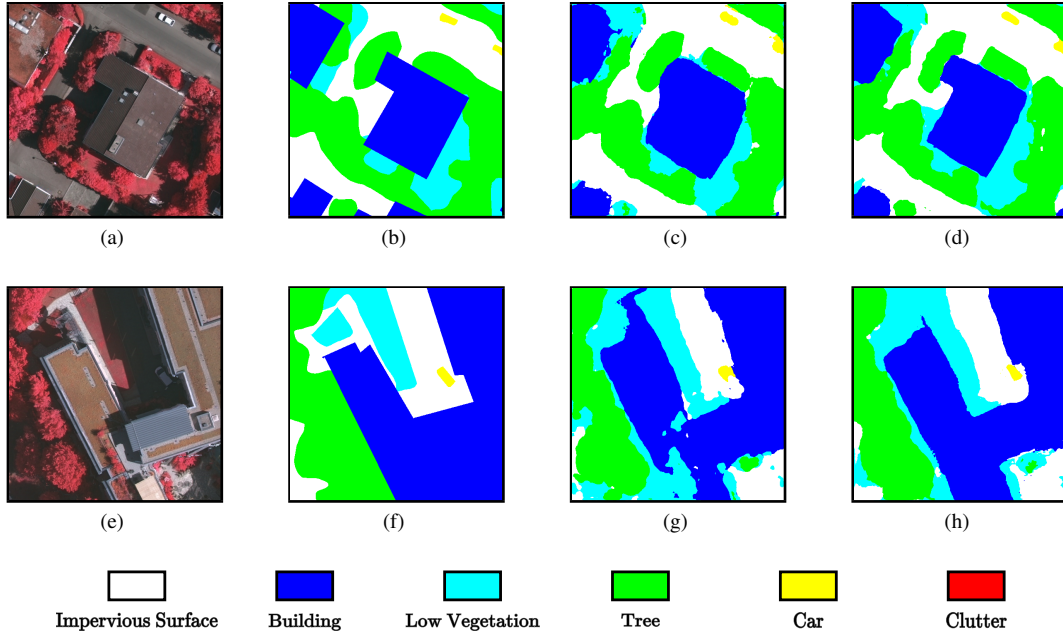 (a) (b) (c) (d)
(e) (f) (g) (h)
Impervious Surface Building Low Vegetation Tree Car Clutter